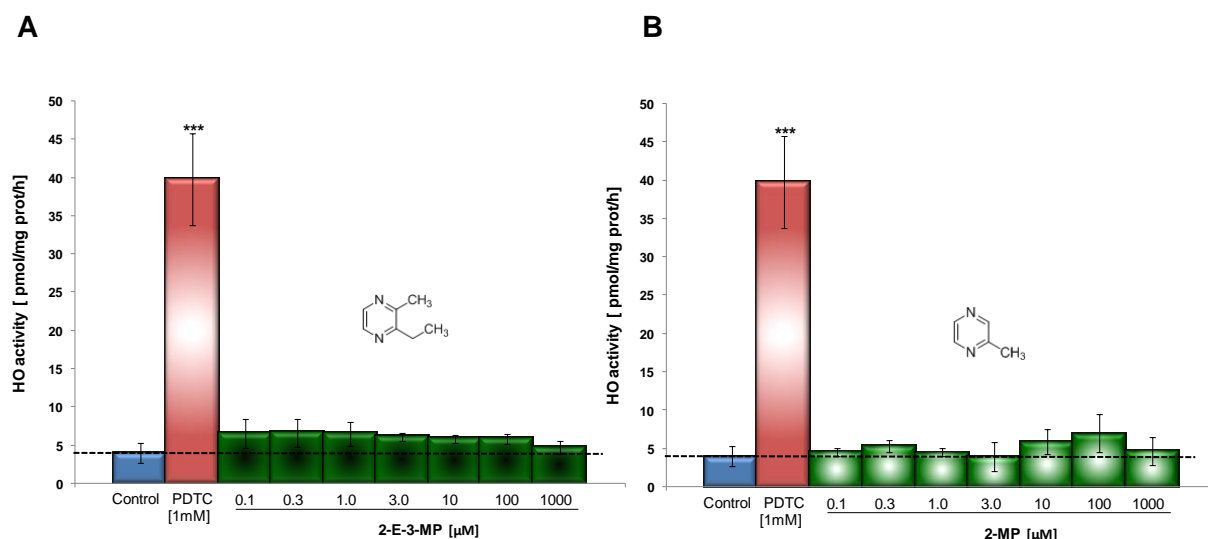 A
HO activity [ pmol/mg prot/h]
50
45
40
35
30
25
20
15
10
5
0
***
N
N
CH3
CH3
Control
PDTC
[1mM]
0.1 0.3 1.0 3.0 10 100 1000
2-E-3-MP [µM]
B
HO activity [ pmol/mg prot/h]
50
45
40
35
30
25
20
15
10
5
0
***
N
N
CH3
Control
PDTC
[1mM]
0.1 0.3 1.0 3.0 10 100 1000
2-MP [µM]